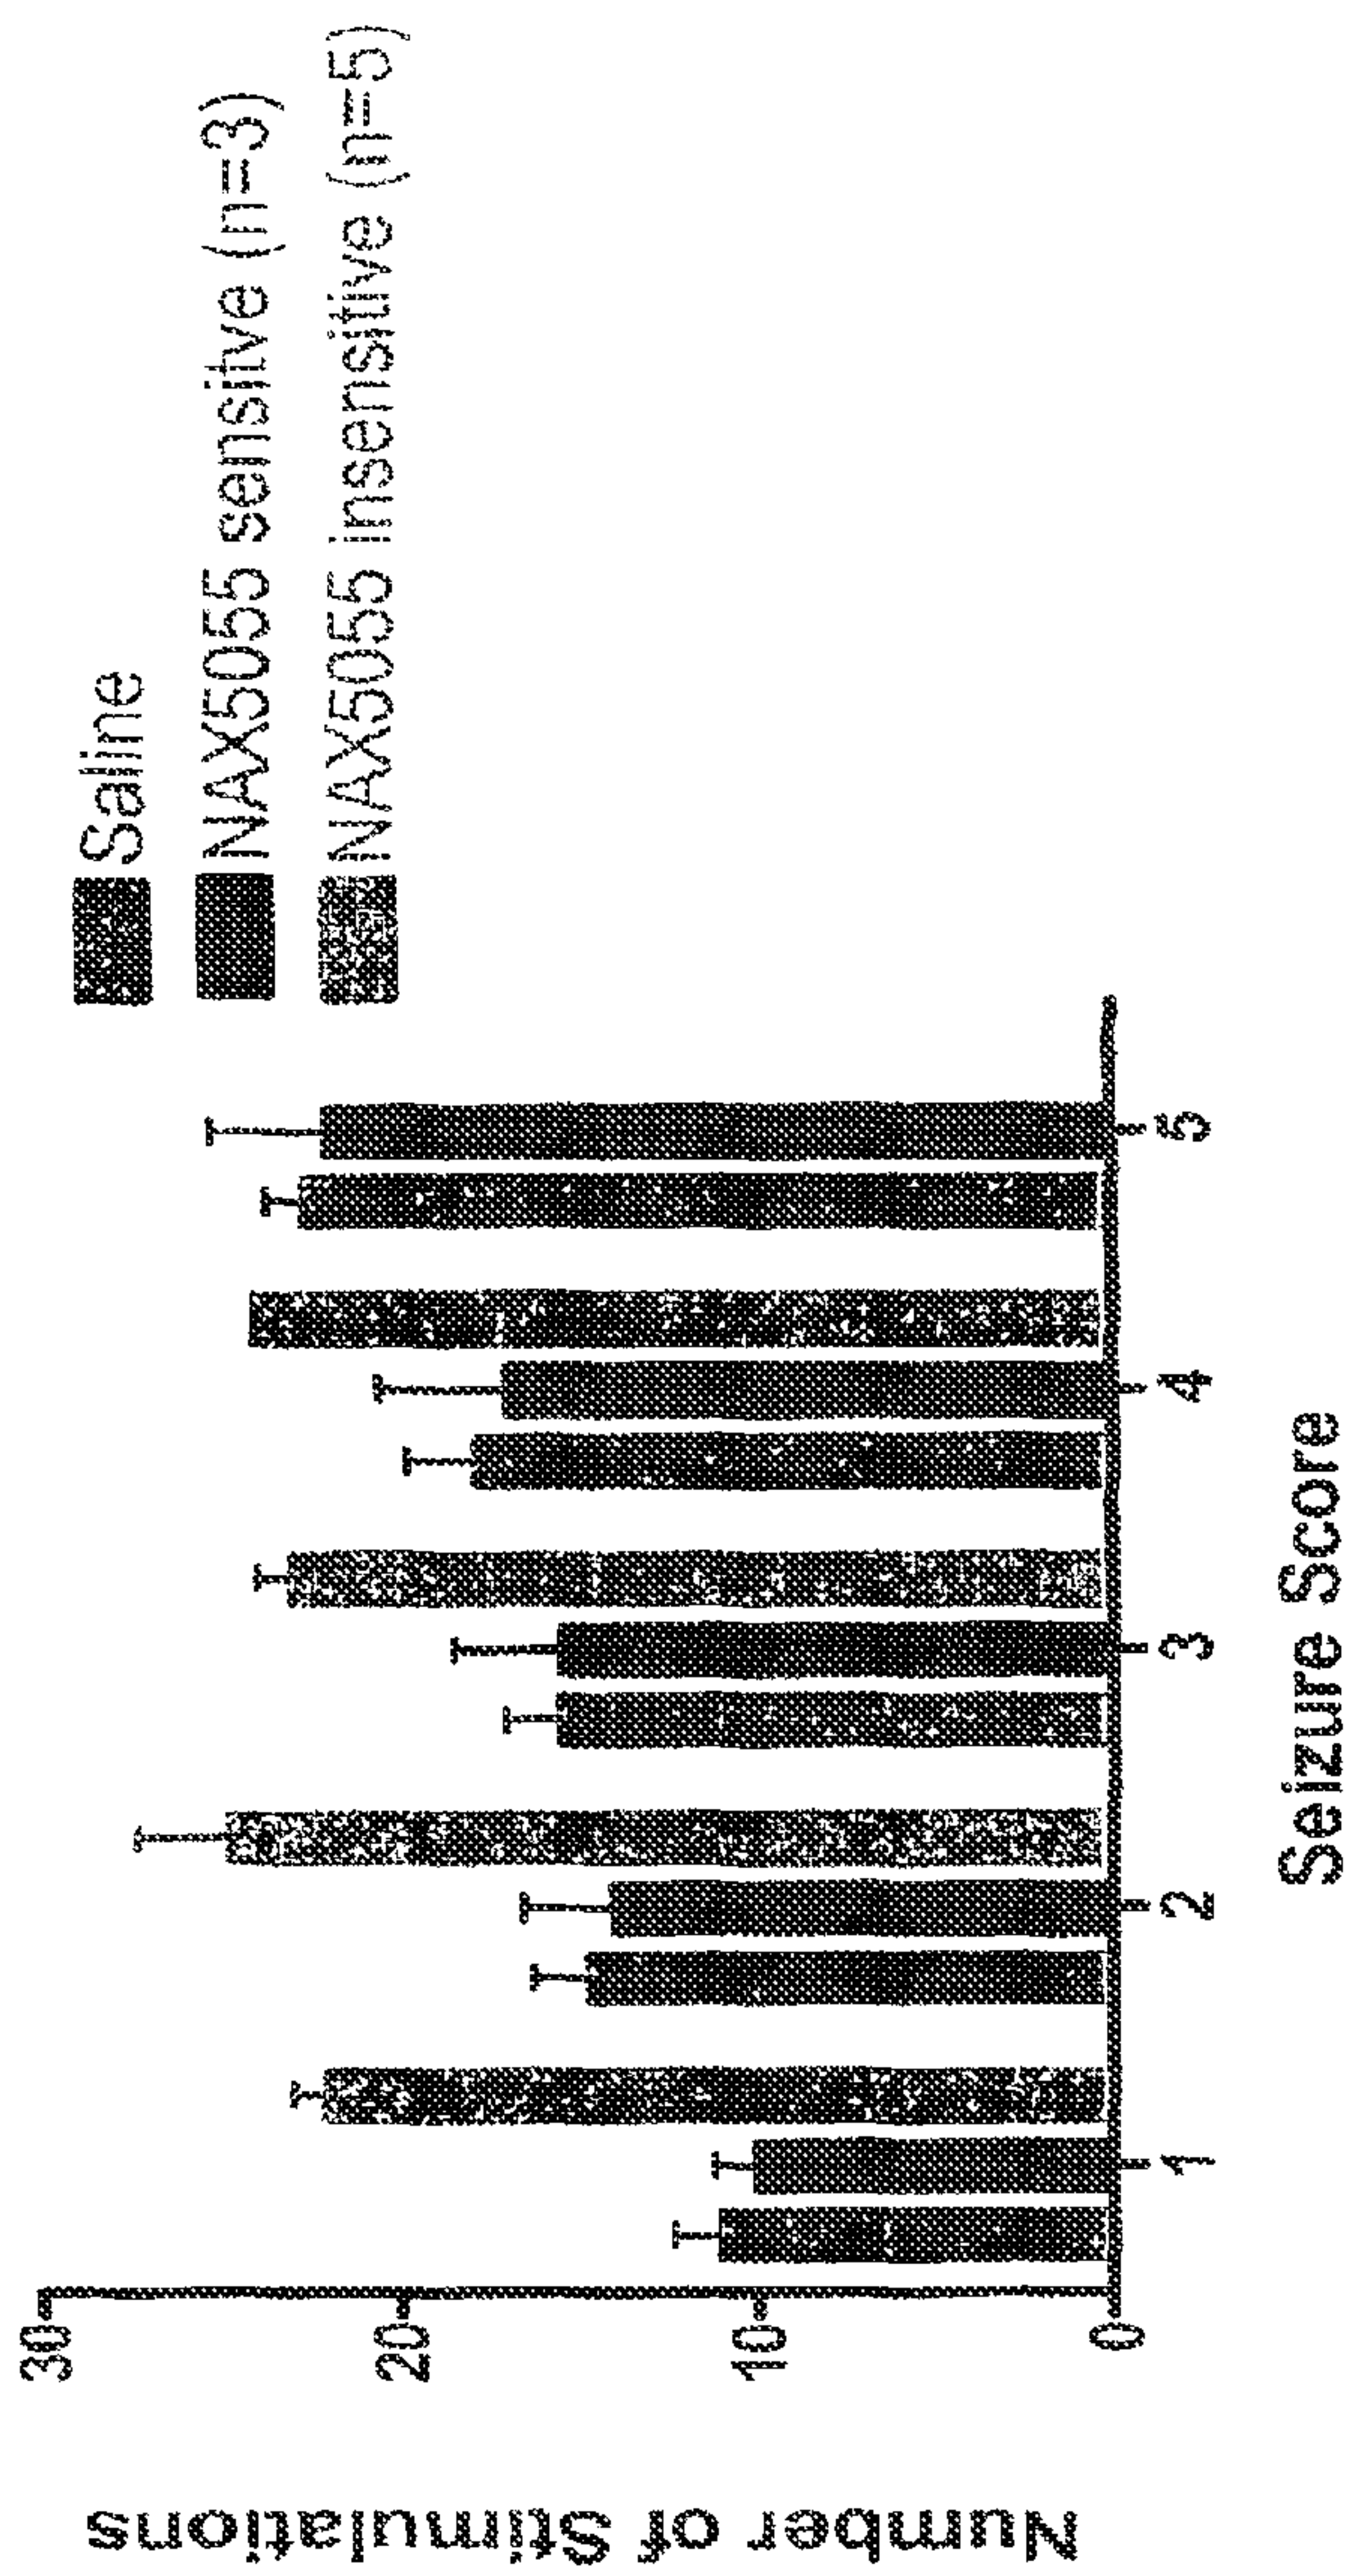 Saline
NAX5055 sensitve (n=3)
NAX5055 insensitive (n=5)
Number of Stimulations
30
20
10
0
1
2
3
4
5
Seizure Score